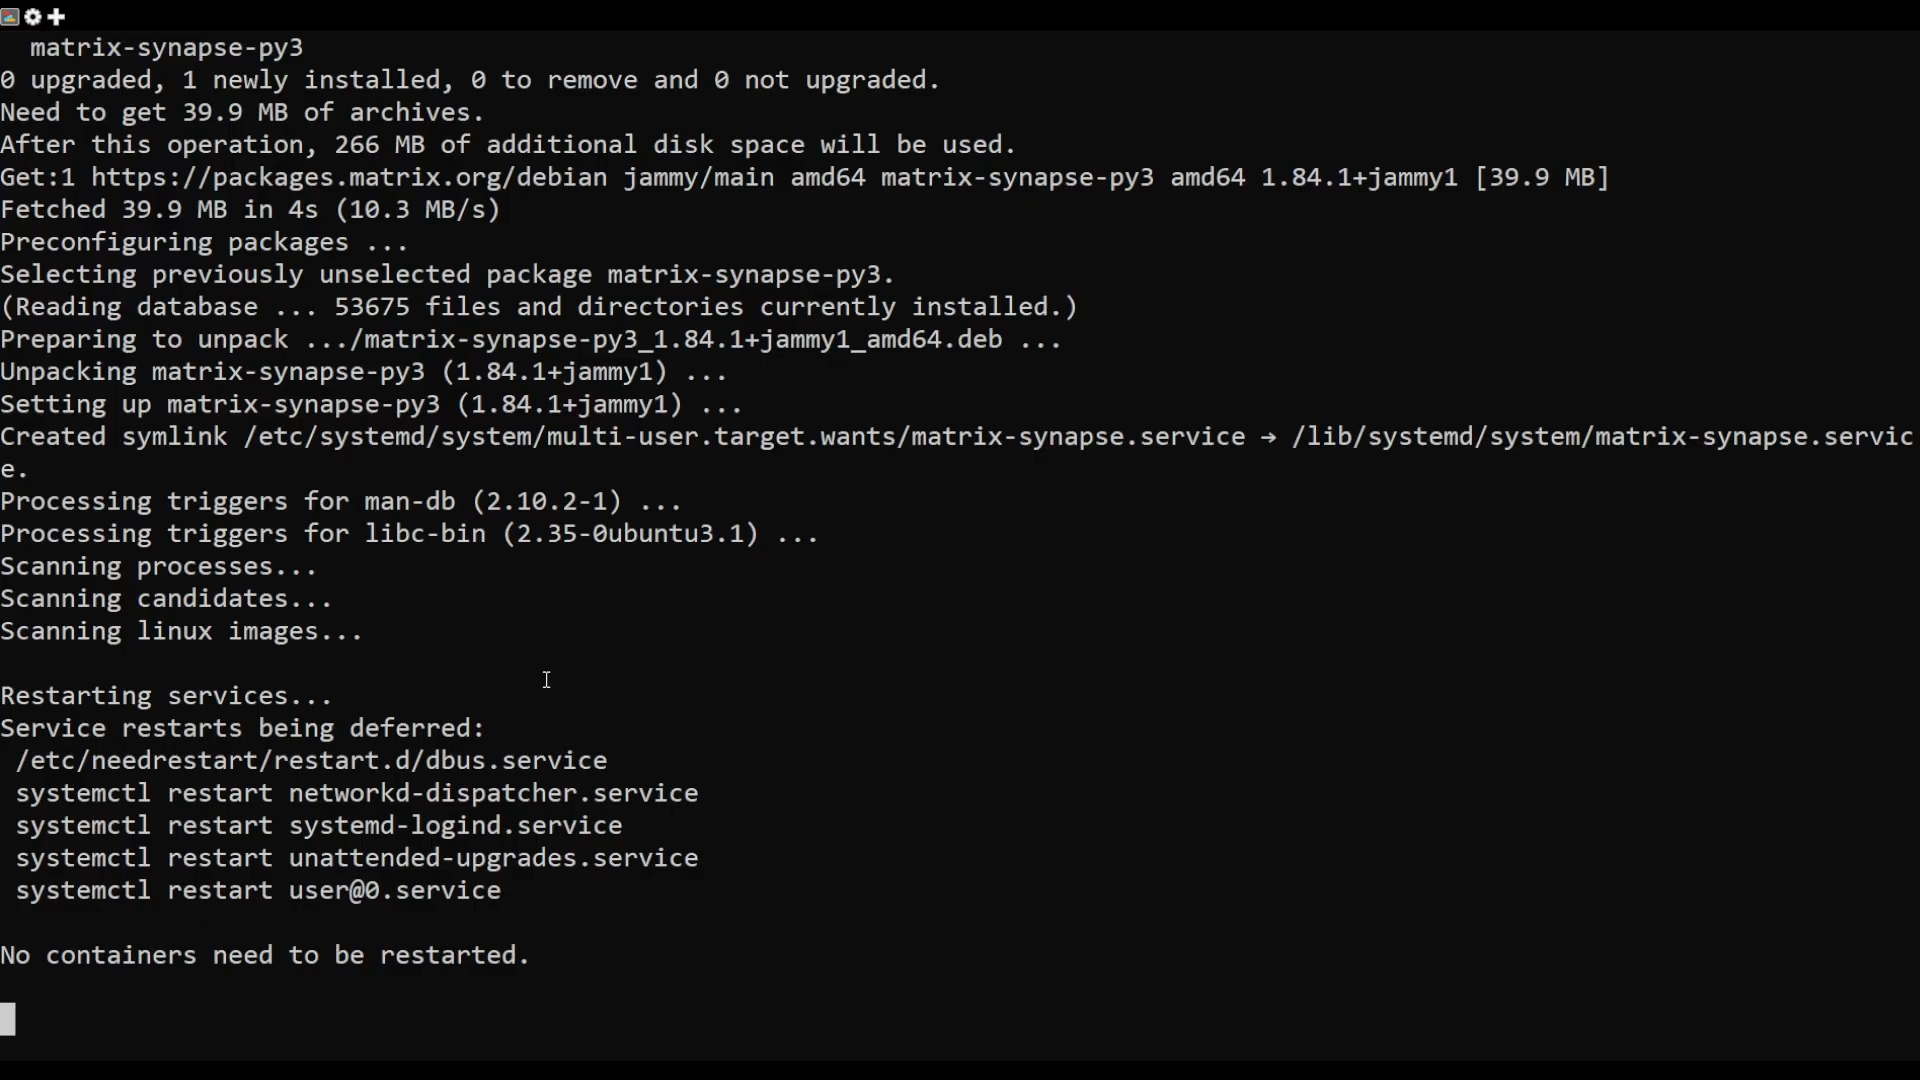 matrix-synapse-py3
0 upgraded, 1 newly installed, 0 to remove and 0 not upgraded.
Need to get 39.9 MB of archives.
After this operation, 266 MB of additional disk space will be used.
Get:1 https://packages.matrix.org/debian jammy/main amd64 matrix-synapse-py3 amd64 1.84.1+jammy1 [39.9 MB]
Fetched 39.9 MB in 4s (10.3 MB/s)
Preconfiguring packages ...
Selecting previously unselected package matrix-synapse-py3.
(Reading database ... 53675 files and directories currently installed.)
Preparing to unpack .../matrix-synapse-py3_1.84.1+jammy1_amd64.deb ...
Unpacking matrix-synapse-py3 (1.84.1+jammy1) ...
Setting up matrix-synapse-py3 (1.84.1+jammy1) ...
Created symlink /etc/systemd/system/multi-user.target.wants/matrix-synapse.service → /lib/systemd/system/matrix-synapse.servic
e.
Processing triggers for man-db (2.10.2-1) ...
Processing triggers for libc-bin (2.35-0ubuntu3.1) ...
Scanning processes...
Scanning candidates...
Scanning linux images...
Restarting services...
Service restarts being deferred:
/etc/needrestart/restart.d/dbus.service
systemctl restart networkd-dispatcher.service
systemctl restart systemd-logind.service
systemctl restart unattended-upgrades.service
systemctl restart user@0.service
No containers need to be restarted.